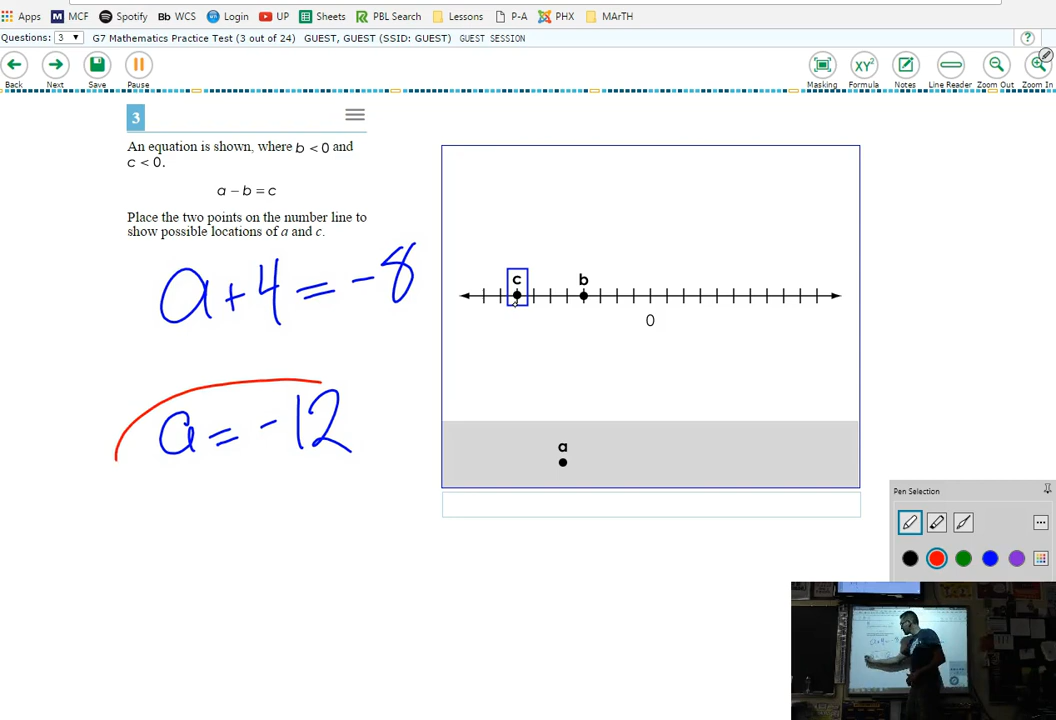 Apps MCF Spotify Bb WCS Login UP Sheets PBL Search Lessons P-A PHX MArTH
Questions: 3 G7 Mathematics Practice Test (3 out of 24) GUEST, GUEST (SSID: GUEST) GUEST SESSION
Back Next Save Pause Masking XY² Formula Notes Line Reader Zoom Out Zoom In
3
An equation is shown, where b < 0 and
c < 0.
a – b = c
Place the two points on the number line to
show possible locations of a and c.
a+4=-8
a=-12
c b
0
a
Pen Selection